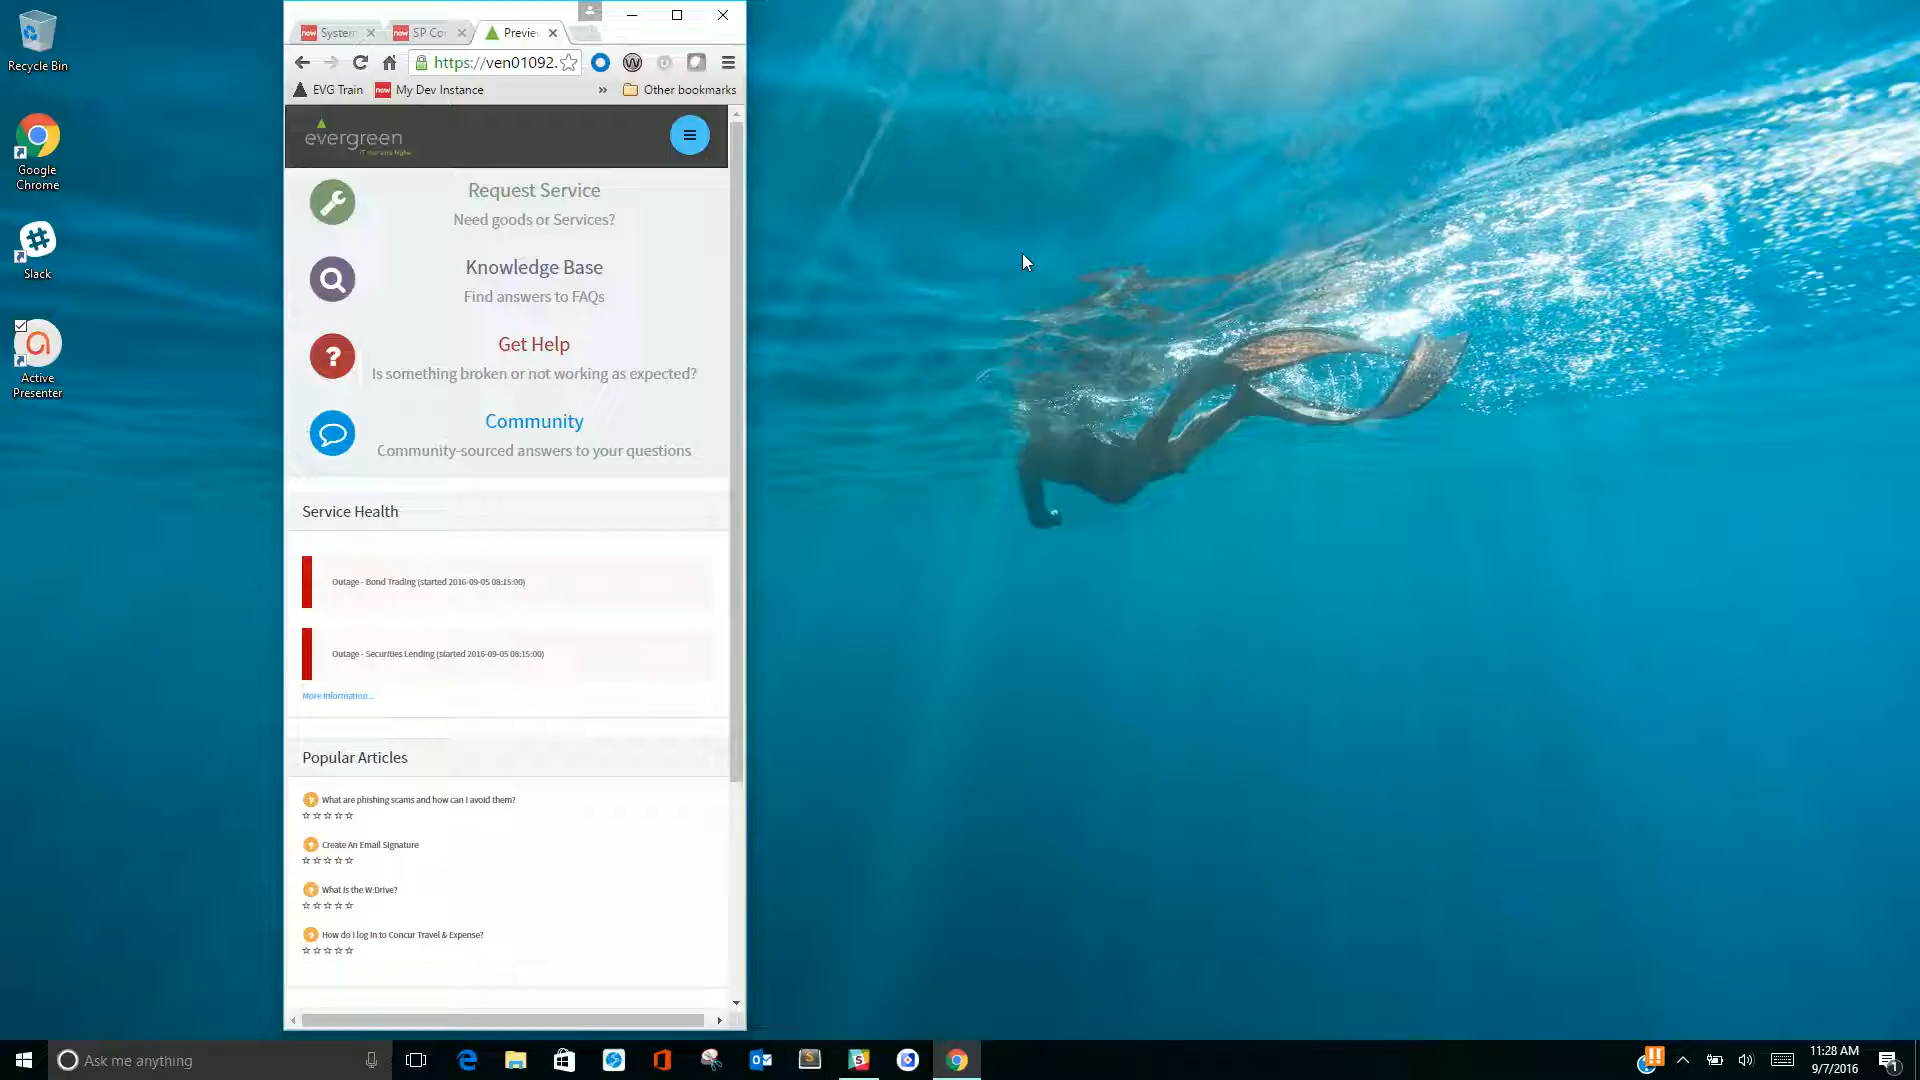 Recycle Bin
Google
Chrome
Slack
Active
Presenter
System
SP Co
Previe
https://ven01092.
EVG Train
now
My Dev Instance
»
Other bookmarks
evergreen
Request Service
Need goods or Services?
Knowledge Base
Find answers to FAQs
Get Help
Is something broken or not working as expected?
Community
Community-sourced answers to your questions
Service Health
Outage - Bond Trading (started 2016-09-05 08:15:00)
Outage - Securities Lending (started 2016-09-05 08:15:00)
More information...
Popular Articles
What are phishing scams and how can I avoid them?
Create An Email Signature
What is the W:Drive?
How do I log in to Concur Travel & Expense?
Ask me anything
11:28 AM
9/7/2016